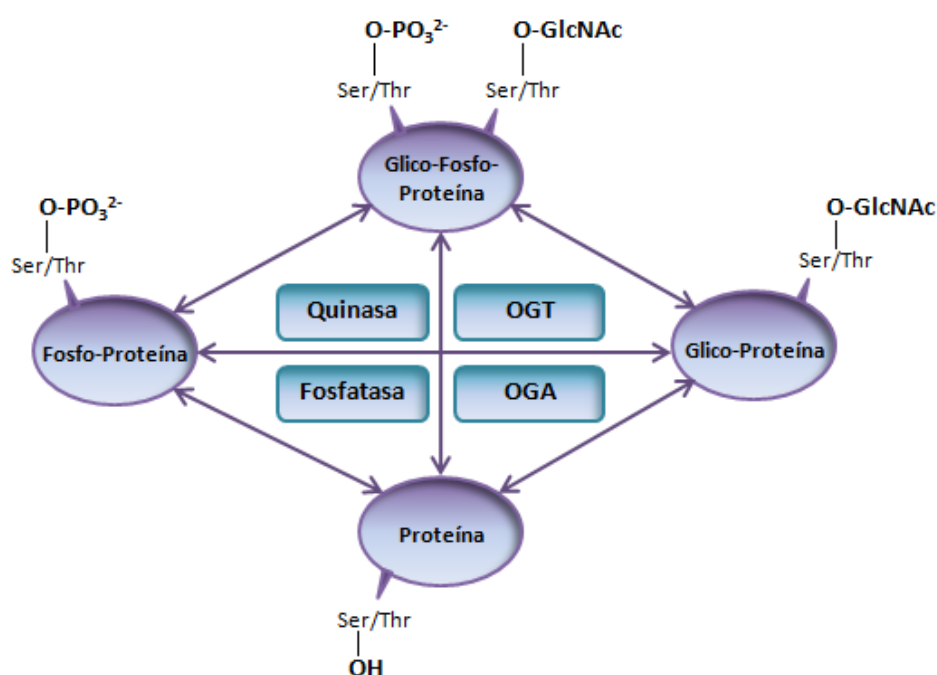 O-PO₃²⁻
O-GlcNAc
Ser/Thr
Ser/Thr
Glico-Fosfo-
Proteína
O-PO₃²⁻
Ser/Thr
O-GlcNAc
Ser/Thr
Quinasa
OGT
Fosfo-Proteína
Glico-Proteína
Fosfatasa
OGA
Proteína
Ser/Thr
OH